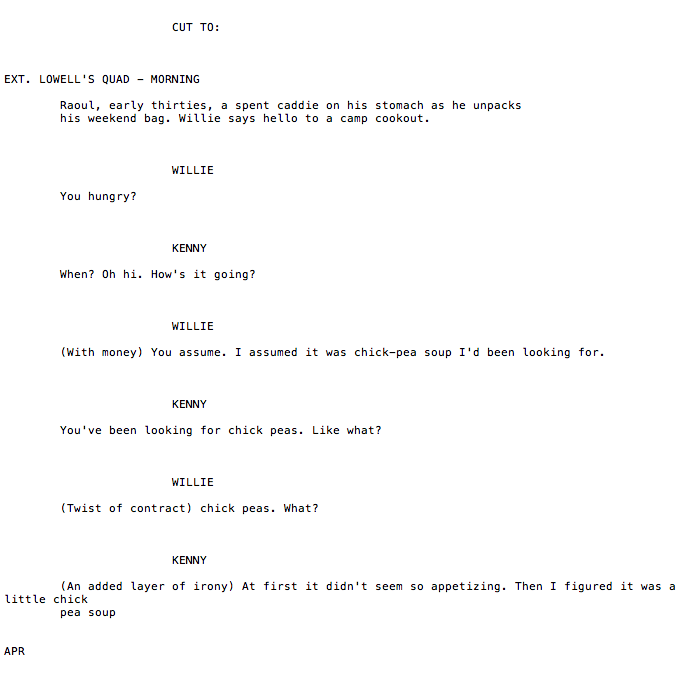 CUT TO:
EXT. LOWELL'S QUAD – MORNING
Raoul, early thirties, a spent caddie on his stomach as he unpacks
his weekend bag. Willie says hello to a camp cookout.
WILLIE
You hungry?
KENNY
When? Oh hi. How's it going?
WILLIE
(With money) You assume. I assumed it was chick–pea soup I'd been looking for.
KENNY
You've been looking for chick peas. Like what?
WILLIE
(Twist of contract) chick peas. What?
KENNY
(An added layer of irony) At first it didn't seem so appetizing. Then I figured it was a
little chick
pea soup
APR